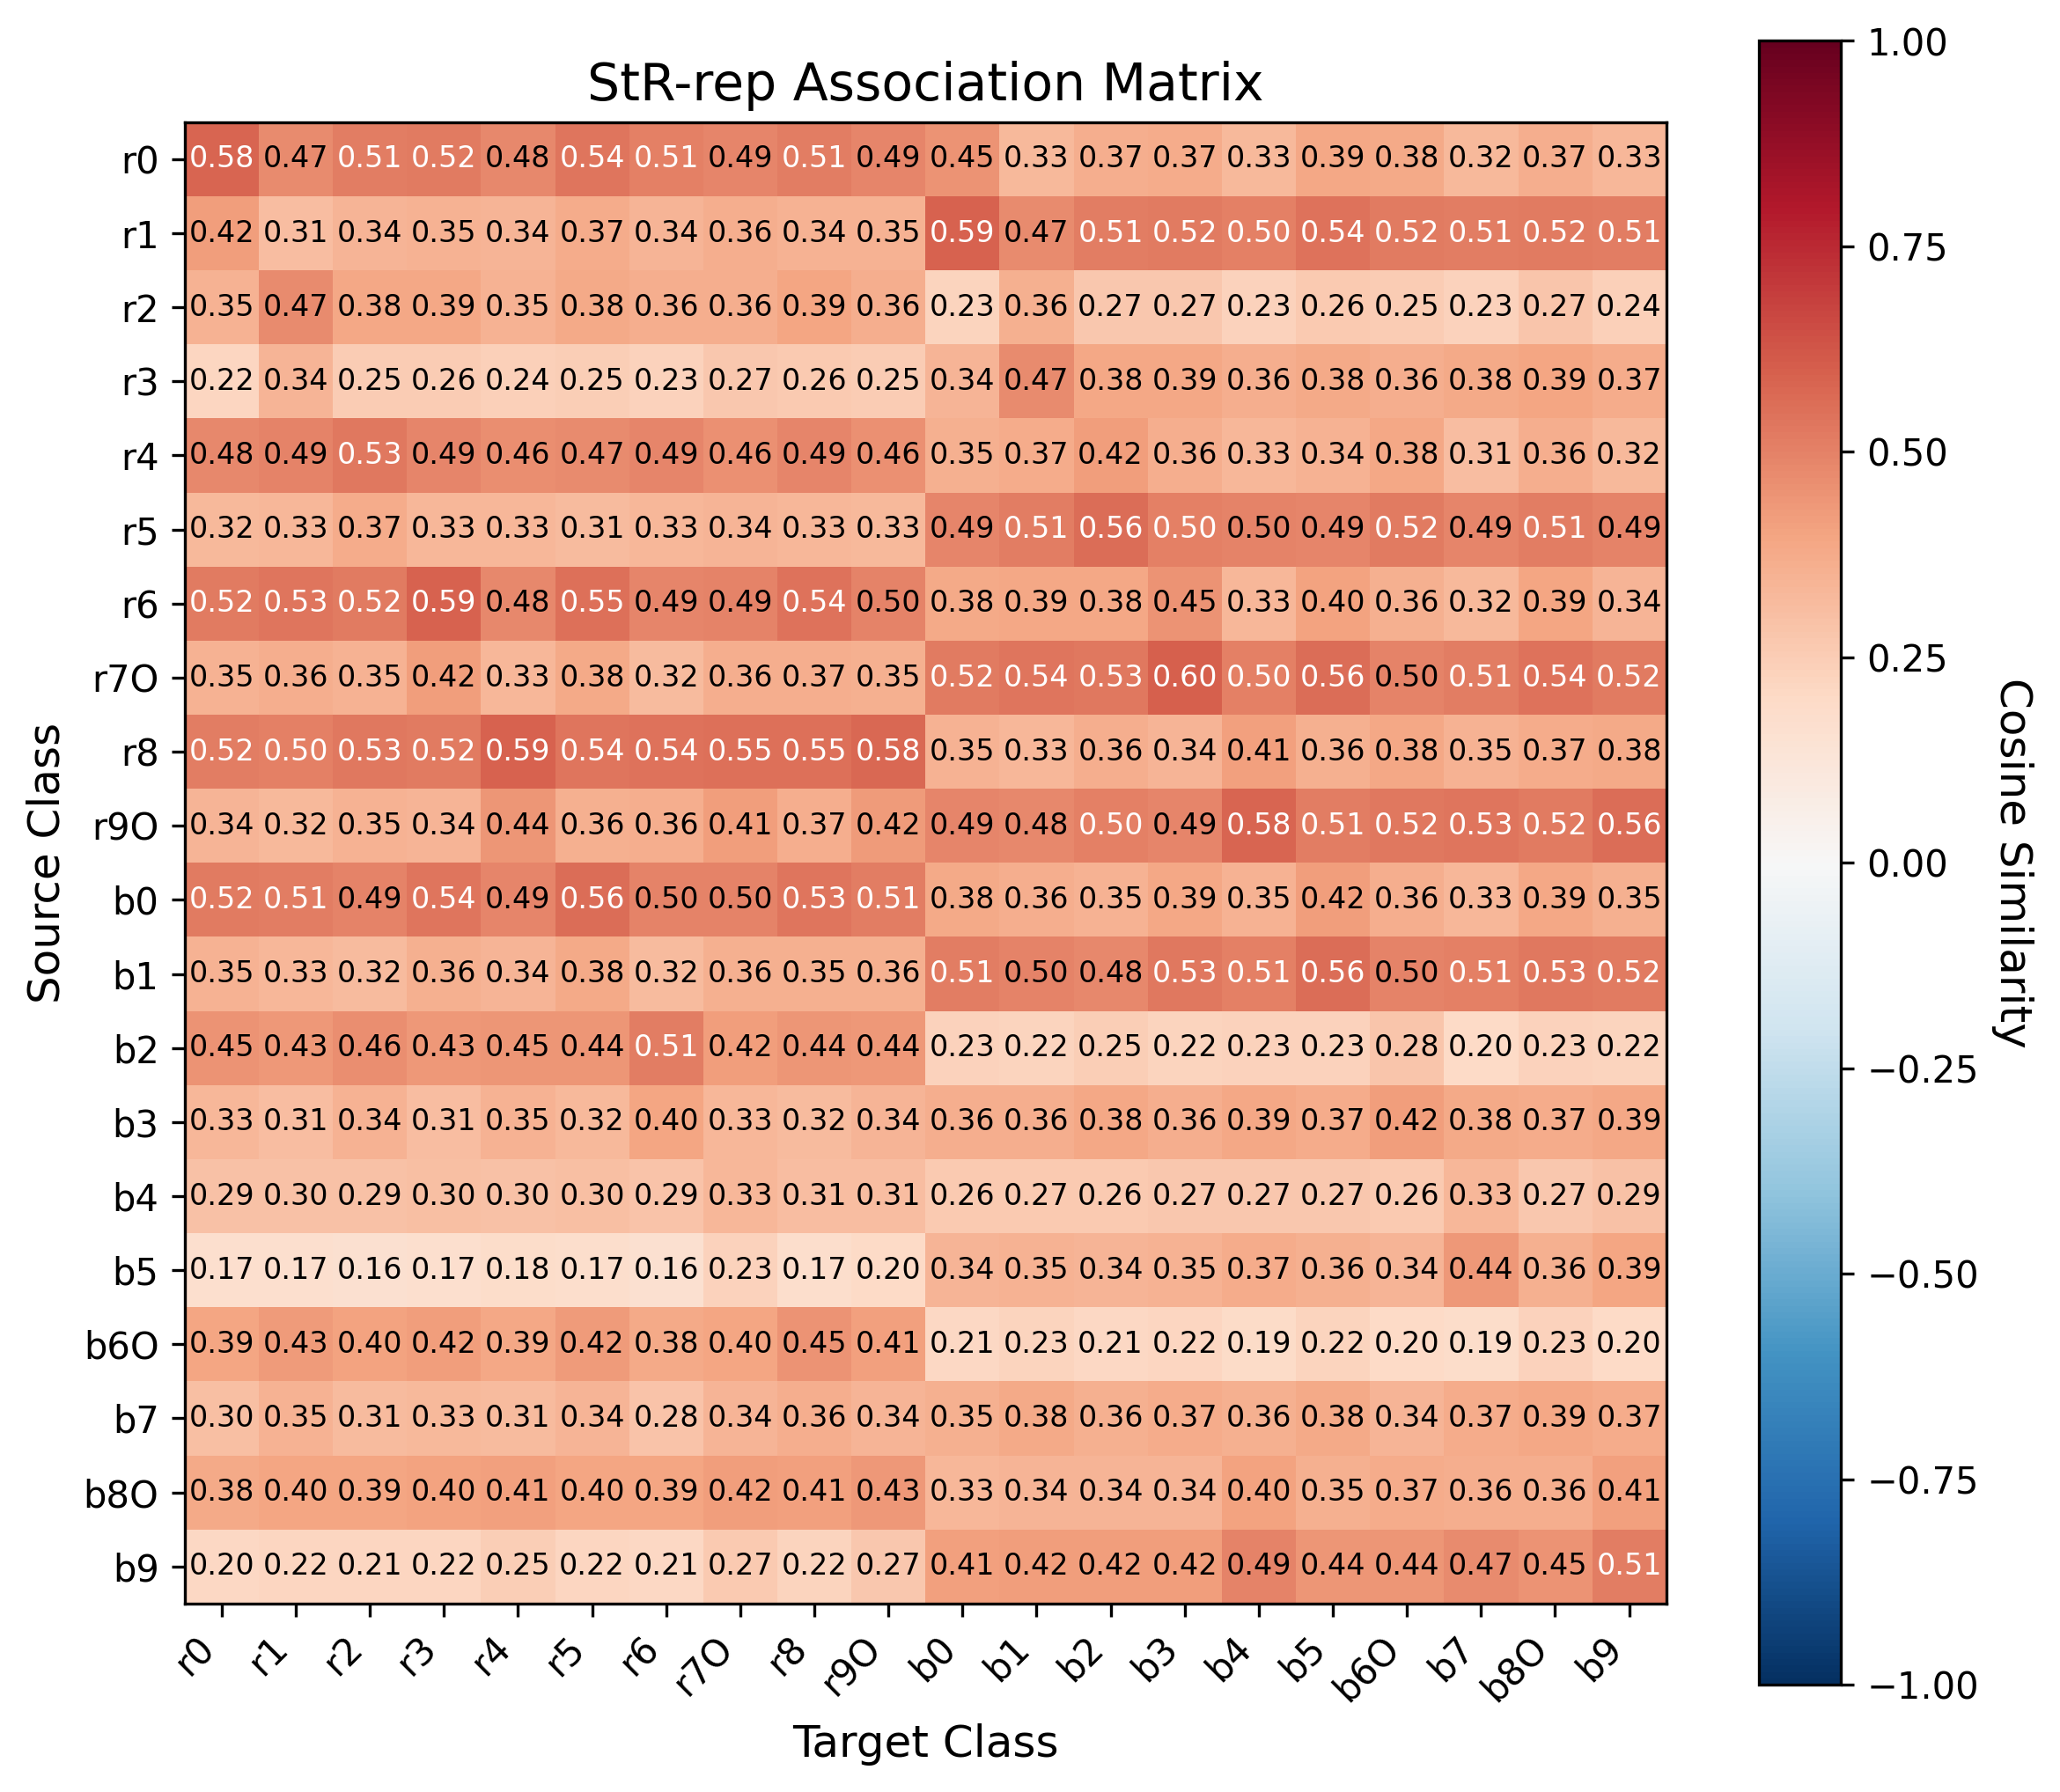 StR-rep Association Matrix
r0 0.58 0.47 0.51 0.52 0.48 0.54 0.51 0.49 0.51 0.49 0.45 0.33 0.37 0.37 0.33 0.39 0.38 0.32 0.37 0.33
r1 0.42 0.31 0.34 0.35 0.34 0.37 0.34 0.36 0.34 0.35 0.59 0.47 0.51 0.52 0.50 0.54 0.52 0.51 0.52 0.51
r2 0.35 0.47 0.38 0.39 0.35 0.38 0.36 0.36 0.39 0.36 0.23 0.36 0.27 0.27 0.23 0.26 0.25 0.23 0.27 0.24
r3 0.22 0.34 0.25 0.26 0.24 0.25 0.23 0.27 0.26 0.25 0.34 0.47 0.38 0.39 0.36 0.38 0.36 0.38 0.39 0.37
r4 0.48 0.49 0.53 0.49 0.46 0.47 0.49 0.46 0.49 0.46 0.35 0.37 0.42 0.36 0.33 0.34 0.38 0.31 0.36 0.32
r5 0.32 0.33 0.37 0.33 0.33 0.31 0.33 0.34 0.33 0.33 0.49 0.51 0.56 0.50 0.50 0.49 0.52 0.49 0.51 0.49
r6 0.52 0.53 0.52 0.59 0.48 0.55 0.49 0.49 0.54 0.50 0.38 0.39 0.38 0.45 0.33 0.40 0.36 0.32 0.39 0.34
r7O 0.35 0.36 0.35 0.42 0.33 0.38 0.32 0.36 0.37 0.35 0.52 0.54 0.53 0.60 0.50 0.56 0.50 0.51 0.54 0.52
r8 0.52 0.50 0.53 0.52 0.59 0.54 0.54 0.55 0.55 0.58 0.35 0.33 0.36 0.34 0.41 0.36 0.38 0.35 0.37 0.38
r9O 0.34 0.32 0.35 0.34 0.44 0.36 0.36 0.41 0.37 0.42 0.49 0.48 0.50 0.49 0.58 0.51 0.52 0.53 0.52 0.56
b0 0.52 0.51 0.49 0.54 0.49 0.56 0.50 0.50 0.53 0.51 0.38 0.36 0.35 0.39 0.35 0.42 0.36 0.33 0.39 0.35
b1 0.35 0.33 0.32 0.36 0.34 0.38 0.32 0.36 0.35 0.36 0.51 0.50 0.48 0.53 0.51 0.56 0.50 0.51 0.53 0.52
b2 0.45 0.43 0.46 0.43 0.45 0.44 0.51 0.42 0.44 0.44 0.23 0.22 0.25 0.22 0.23 0.23 0.28 0.20 0.23 0.22
b3 0.33 0.31 0.34 0.31 0.35 0.32 0.40 0.33 0.32 0.34 0.36 0.36 0.38 0.36 0.39 0.37 0.42 0.38 0.37 0.39
b4 0.29 0.30 0.29 0.30 0.30 0.30 0.29 0.33 0.31 0.31 0.26 0.27 0.26 0.27 0.27 0.27 0.26 0.33 0.27 0.29
b5 0.17 0.17 0.16 0.17 0.18 0.17 0.16 0.23 0.17 0.20 0.34 0.35 0.34 0.35 0.37 0.36 0.34 0.44 0.36 0.39
b6O 0.39 0.43 0.40 0.42 0.39 0.42 0.38 0.40 0.45 0.41 0.21 0.23 0.21 0.22 0.19 0.22 0.20 0.19 0.23 0.20
b7 0.30 0.35 0.31 0.33 0.31 0.34 0.28 0.34 0.36 0.34 0.35 0.38 0.36 0.37 0.36 0.38 0.34 0.37 0.39 0.37
b8O 0.38 0.40 0.39 0.40 0.41 0.40 0.39 0.42 0.41 0.43 0.33 0.34 0.34 0.34 0.40 0.35 0.37 0.36 0.36 0.41
b9 0.20 0.22 0.21 0.22 0.25 0.22 0.21 0.27 0.22 0.27 0.41 0.42 0.42 0.42 0.49 0.44 0.44 0.47 0.45 0.51
r0 r1 r2 r3 r4 r5 r6 r7O r8 r9O b0 b1 b2 b3 b4 b5 b6O b7 b8O b9
Target Class
Source Class
1.00
0.75
0.50
0.25
0.00
−0.25
−0.50
−0.75
−1.00
Cosine Similarity